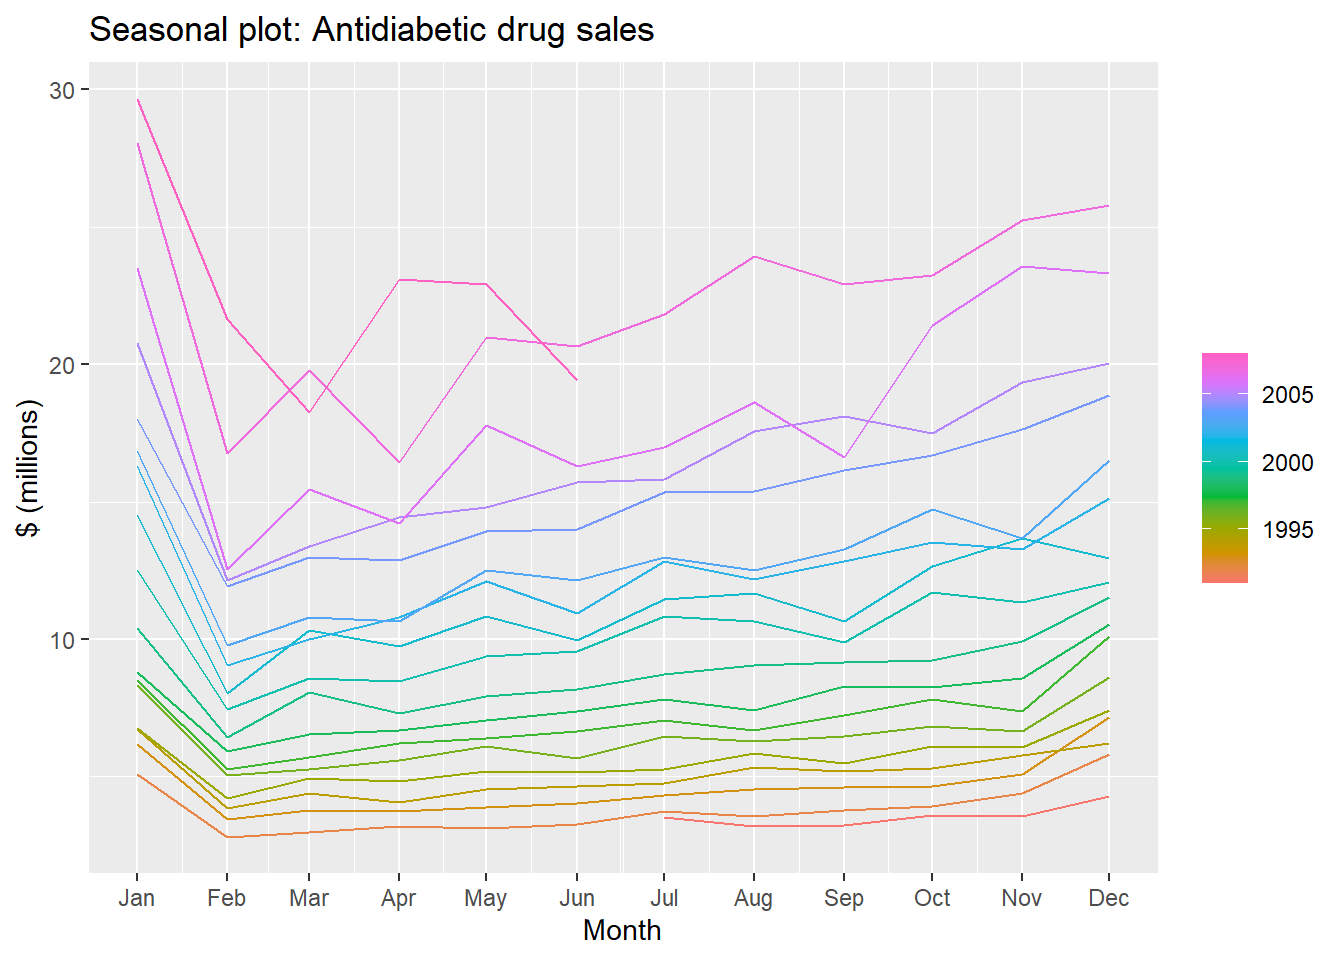 Seasonal plot: Antidiabetic drug sales
30
20
10
$ (millions)
Jan Feb Mar Apr May Jun Jul Aug Sep Oct Nov Dec
Month
2005
2000
1995